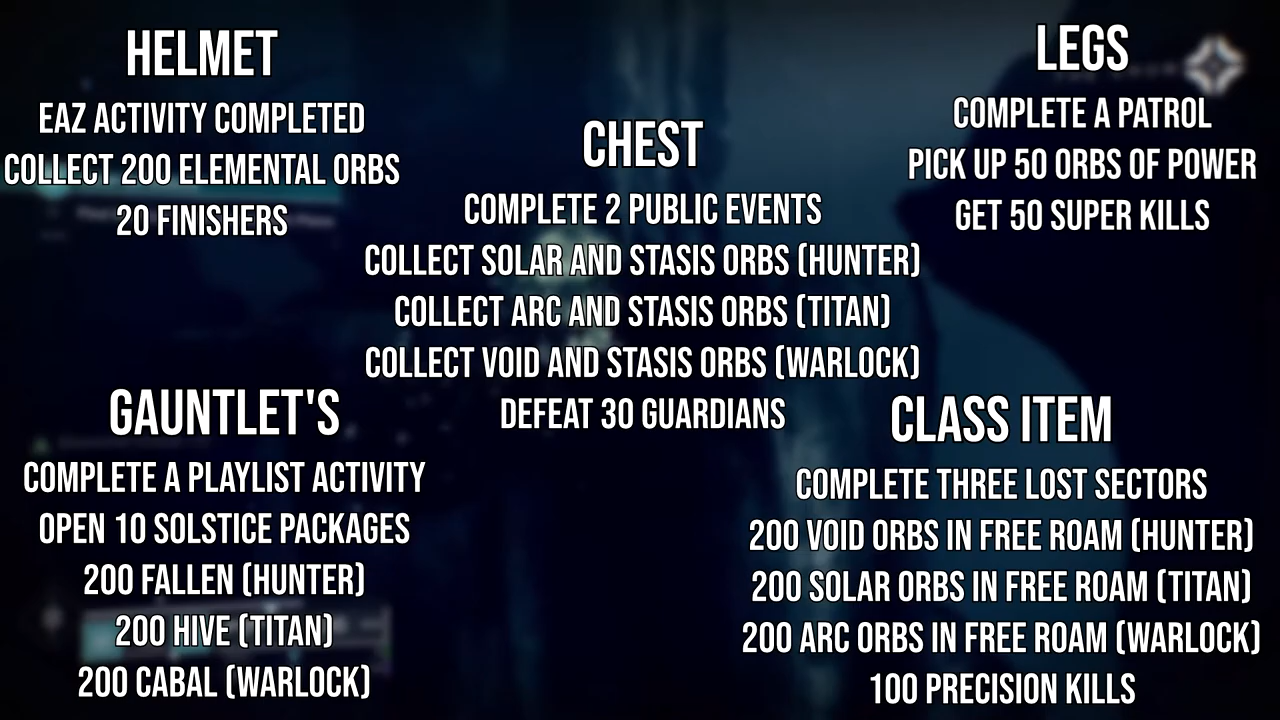 HELMET
EAZ ACTIVITY COMPLETED
COLLECT 200 ELEMENTAL ORBS
20 FINISHERS
CHEST
COMPLETE 2 PUBLIC EVENTS
COLLECT SOLAR AND STASIS ORBS (HUNTER)
COLLECT ARC AND STASIS ORBS (TITAN)
COLLECT VOID AND STASIS ORBS (WARLOCK)
DEFEAT 30 GUARDIANS
LEGS
COMPLETE A PATROL
PICK UP 50 ORBS OF POWER
GET 50 SUPER KILLS
GAUNTLET'S
COMPLETE A PLAYLIST ACTIVITY
OPEN 10 SOLSTICE PACKAGES
200 FALLEN (HUNTER)
200 HIVE (TITAN)
200 CABAL (WARLOCK)
CLASS ITEM
COMPLETE THREE LOST SECTORS
200 VOID ORBS IN FREE ROAM (HUNTER)
200 SOLAR ORBS IN FREE ROAM (TITAN)
200 ARC ORBS IN FREE ROAM (WARLOCK)
100 PRECISION KILLS